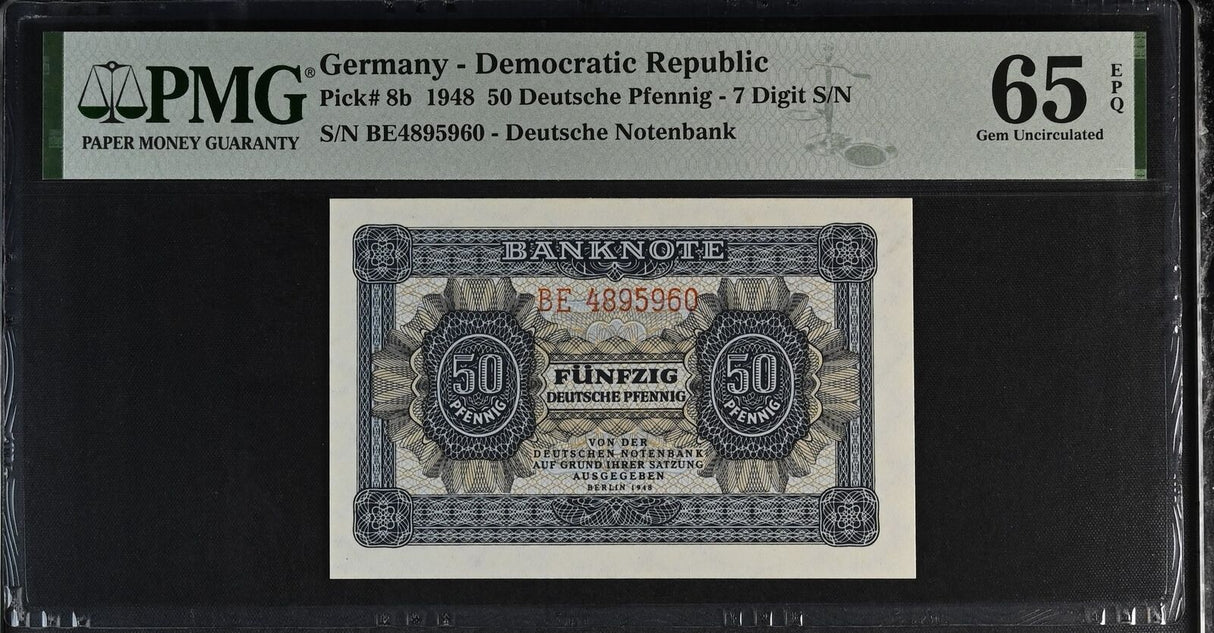 PMG®
PAPER MONEY GUARANTY
Germany - Democratic Republic
Pick# 8b 1948 50 Deutsche Pfennig - 7 Digit S/N
S/N BE4895960 - Deutsche Notenbank
65
EPQ
Gem Uncirculated
BANKNOTE
BE 4895960
50
PFENNIG
FÜNFZIG
DEUTSCHE PFENNIG
50
PFENNIG
VON DER
DEUTSCHEN NOTENBANK
AUF GRUND IHRER SATZUNG
AUSGEGEBEN
BERLIN 1948